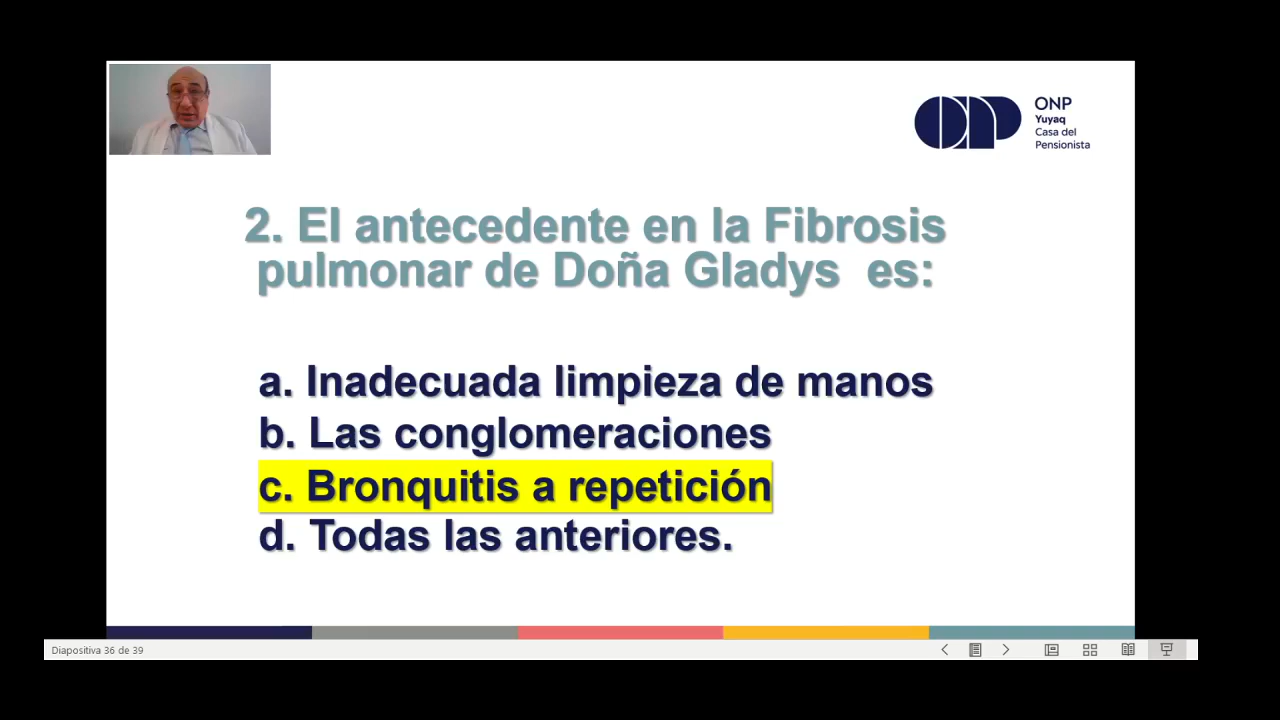 ONP
Yuyaq
Casa del
Pensionista
2. El antecedente en la Fibrosis
pulmonar de Doña Gladys es:
a. Inadecuada limpieza de manos
b. Las conglomeraciones
c. Bronquitis a repetición
d. Todas las anteriores.
Diapositiva 36 de 39